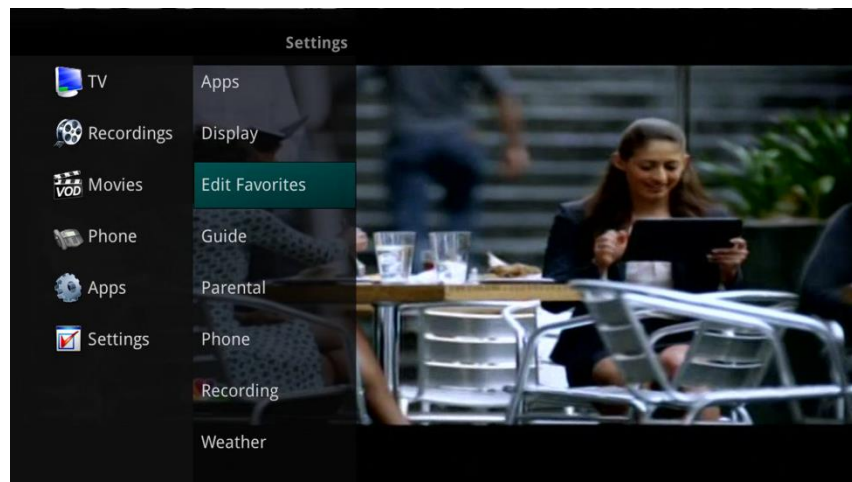 Settings
TV
Recordings
VOD
Movies
Phone
Apps
Settings
Apps
Display
Edit Favorites
Guide
Parental
Phone
Recording
Weather